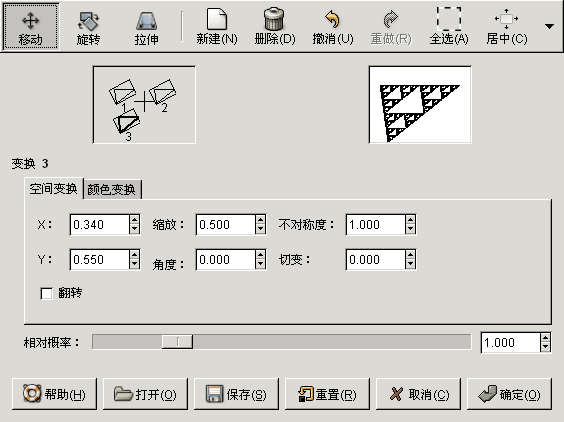 移动 旋转 拉伸 新建(N) 删除(D) 撤消(U) 重做(R) 全选(A) 居中(C)
1 2
3
变换 3
空间变换 颜色变换
X： 0.340 缩放： 0.500 不对称度： 1.000
Y： 0.550 角度： 0.000 切变： 0.000
翻转
相对概率： 1.000
帮助(H) 打开(O) 保存(S) 重置(R) 取消(C) 确定(O)